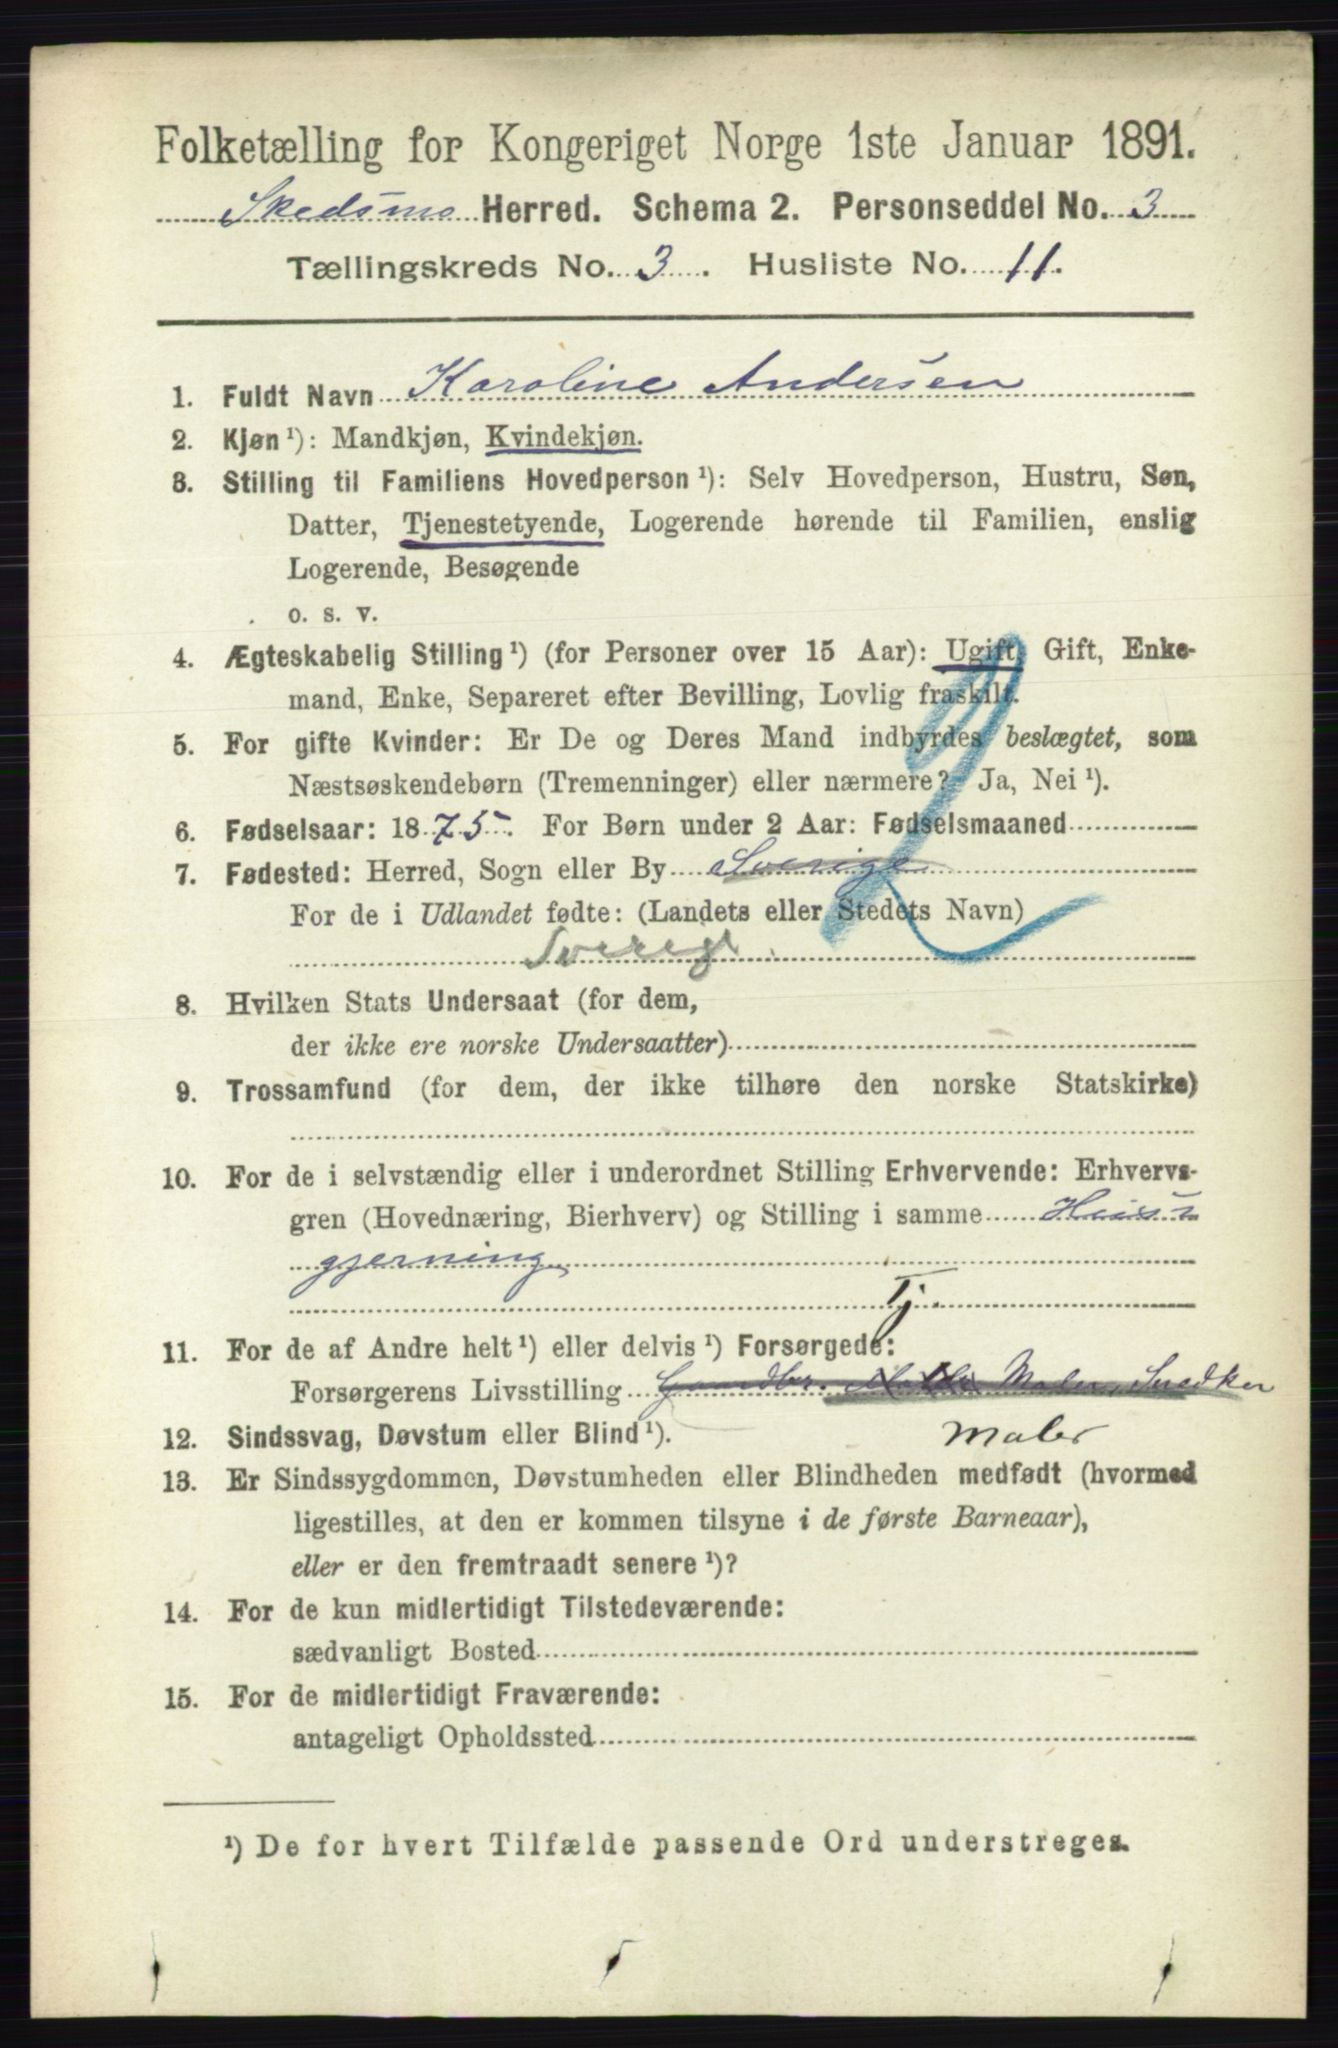 Folketælling for Kongeriget Norge 1ste Januar 1891.
Skedsmo Herred. Schema 2. Personseddel No. 3
Tællingskreds No. 3. Husliste No. 11.
1. Fuldt Navn Karoline Andersen
2. Kjøn ¹): Mandkjøn, Kvindekjøn.
3. Stilling til Familiens Hovedperson ¹): Selv Hovedperson, Hustru, Søn,
Datter, Tjenestetyende, Logerende hørende til Familien, enslig
Logerende, Besøgende
o. s. v.
4. Ægteskabelig Stilling ¹) (for Personer over 15 Aar): Ugift, Gift, Enke-
mand, Enke, Separeret efter Bevilling, Lovlig fraskilt.
5. For gifte Kvinder: Er De og Deres Mand indbyrdes beslægtet, som
Næstsøskendebørn (Tremenninger) eller nærmere? Ja, Nei ¹).
6. Fødselsaar: 1875. For Børn under 2 Aar: Fødselsmaaned
7. Fødested: Herred, Sogn eller By Sverige
For de i Udlandet fødte: (Landets eller Stedets Navn)
Sverege
8. Hvilken Stats Undersaat (for dem,
der ikke ere norske Undersaatter)
9. Trossamfund (for dem, der ikke tilhøre den norske Statskirke)
10. For de i selvstændig eller i underordnet Stilling Erhvervende: Erhvervs-
gren (Hovednæring, Bierhverv) og Stilling i samme Huus
gjerning
Tj.
11. For de af Andre helt ¹) eller delvis ¹) Forsørgede:
Forsørgerens Livsstilling Gaardbr. Maler, Snedker
12. Sindssvag, Døvstum eller Blind ¹). Maler
13. Er Sindssygdommen, Døvstumheden eller Blindheden medfødt (hvormed
ligestilles, at den er kommen tilsyne i de første Barneaar),
eller er den fremtraadt senere ¹)?
14. For de kun midlertidigt Tilstedeværende:
sædvanligt Bosted
15. For de midlertidigt Fraværende:
antageligt Opholdssted
¹) De for hvert Tilfælde passende Ord understreges.